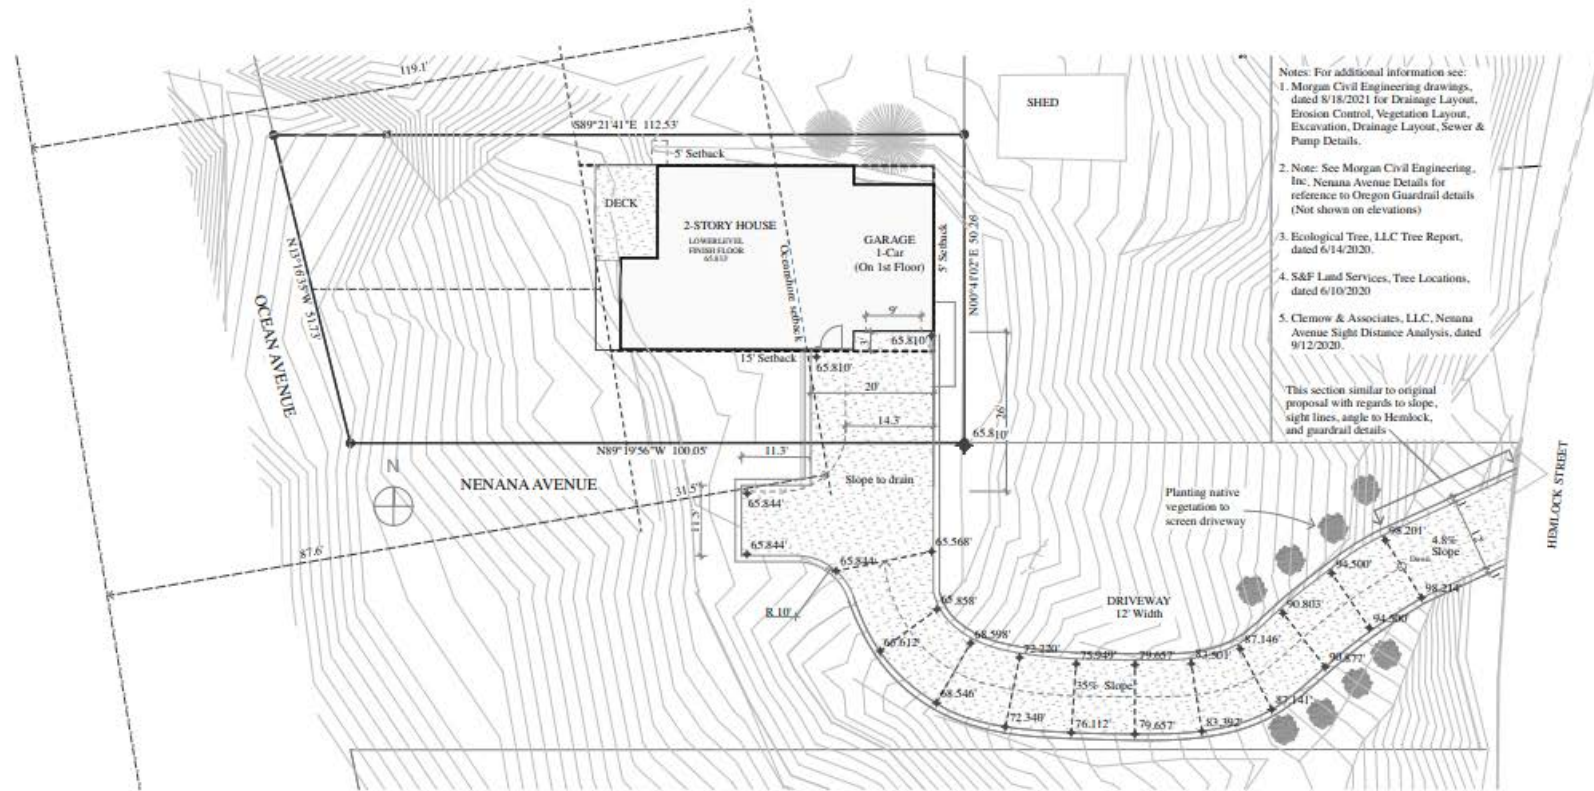 119.1'
S89°21'41"E 112.53'
5' Setback
DECK
2-STORY HOUSE
LOWER LEVEL
FINISH FLOOR
65.813'
GARAGE
1-Car
(On 1st Floor)
Oceanshore setback
5' Setback
N00°41'02"E 50.26'
SHED
9'
3'
65.810'
15' Setback
65.810'
20'
14.3'
26'
65.810'
N13°16'35"W 51.73'
OCEAN AVENUE
N89°19'56"W 100.05'
11.3'
N
NENANA AVENUE
31.5'
11.5'
87.6'
65.844'
65.844'
65.844'
Slope to drain
65.568'
65.858'
R 10'
68.598'
68.546'
72.220'
72.340'
75.949'
76.112'
79.657'
79.657'
83.501'
83.392'
35% Slope
87.146'
87.141'
90.803'
90.877'
94.500'
94.500'
98.201'
98.214'
4.8%
Slope
12'
1'
1'
DRIVEWAY
12' Width
Planting native
vegetation to
screen driveway
HEMLOCK STREET
Notes: For additional information see:
1. Morgan Civil Engineering drawings,
dated 8/18/2021 for Drainage Layout,
Erosion Control, Vegetation Layout,
Excavation, Drainage Layout, Sewer &
Pump Details.
2. Note: See Morgan Civil Engineering,
Inc. Nenana Avenue Details for
reference to Oregon Guardrail details
(Not shown on elevations)
3. Ecological Tree, LLC Tree Report,
dated 6/14/2020.
4. S&F Land Services, Tree Locations,
dated 6/10/2020
5. Clemow & Associates, LLC, Nenana
Avenue Sight Distance Analysis, dated
9/12/2020.
This section similar to original
proposal with regards to slope,
sight lines, angle to Hemlock,
and guardrail details